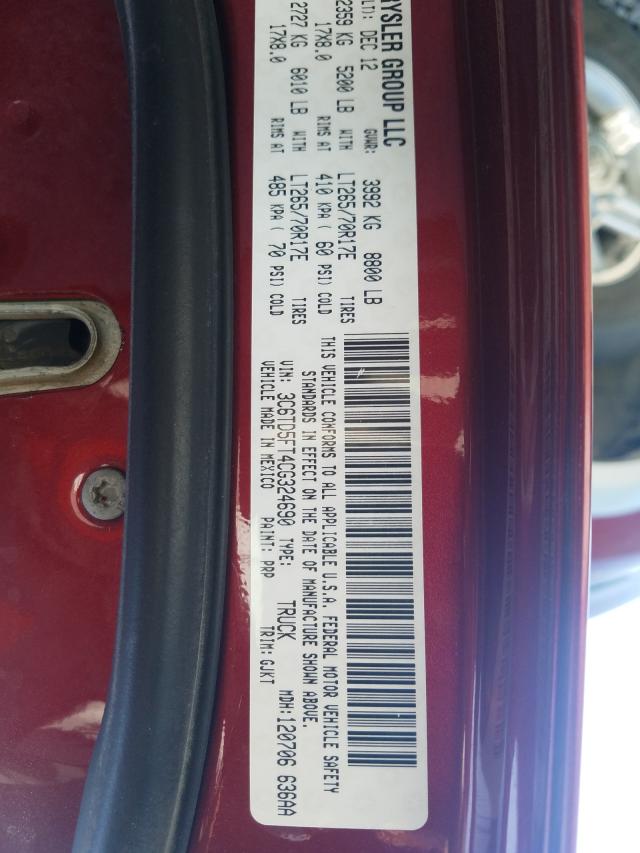 YSLER GROUP LLC
LT) DEC 12 GVWR: 3992 KG 8800 LB
2359 KG 5200 LB WITH LT265/70R17E TIRES
17X8.0 RIMS AT 410 KPA ( 60 PSI) COLD
2727 KG 6010 LB WITH LT265/70R17E TIRES
17X8.0 RIMS AT 485 KPA ( 70 PSI) COLD
THIS VEHICLE CONFORMS TO ALL APPLICABLE U.S.A. FEDERAL MOTOR VEHICLE SAFETY
STANDARDS IN EFFECT ON THE DATE OF MANUFACTURE SHOWN ABOVE.
VIN: 3C6TD5FT4CG324690 TYPE: TRUCK MDH:120706 636AA
VEHICLE MADE IN MEXICO PAINT: PRP TRIM: GJKT